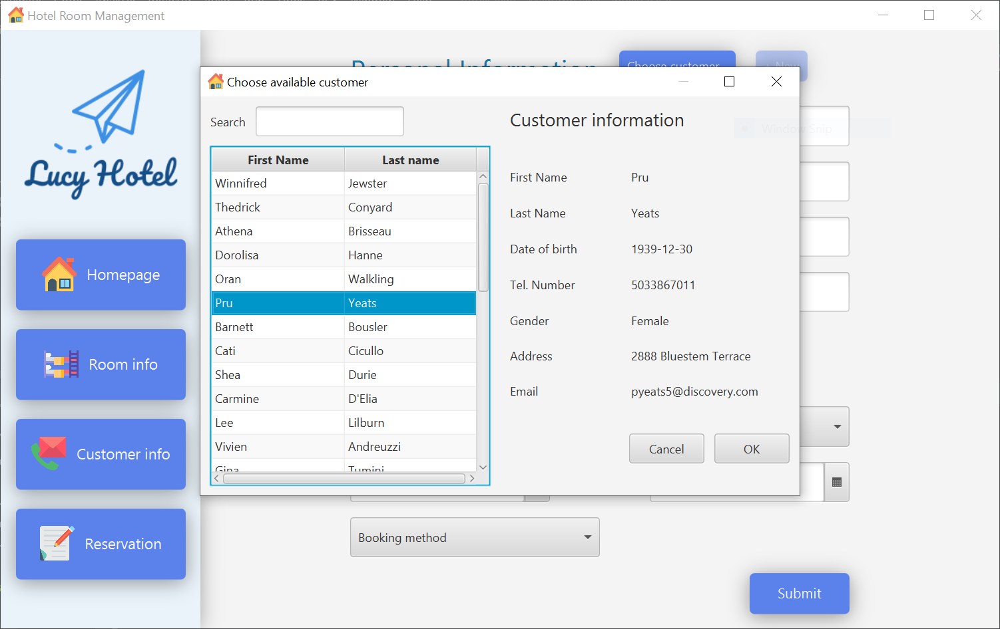 Hotel Room Management
Lucy Hotel
Homepage
Room info
Customer info
Reservation
Personal Information
Choose customer
+ New
Window Snip
Choose available customer
Search
First Name Last name
Winnifred Jewster
Thedrick Conyard
Athena Brisseau
Dorolisa Hanne
Oran Walkling
Pru Yeats
Barnett Bousler
Cati Cicullo
Shea Durie
Carmine D'Elia
Lee Lilburn
Vivien Andreuzzi
Gina Tumini
Customer information
First Name Pru
Last Name Yeats
Date of birth 1939-12-30
Tel. Number 5033867011
Gender Female
Address 2888 Bluestem Terrace
Email pyeats5@discovery.com
Cancel OK
Booking method
Submit